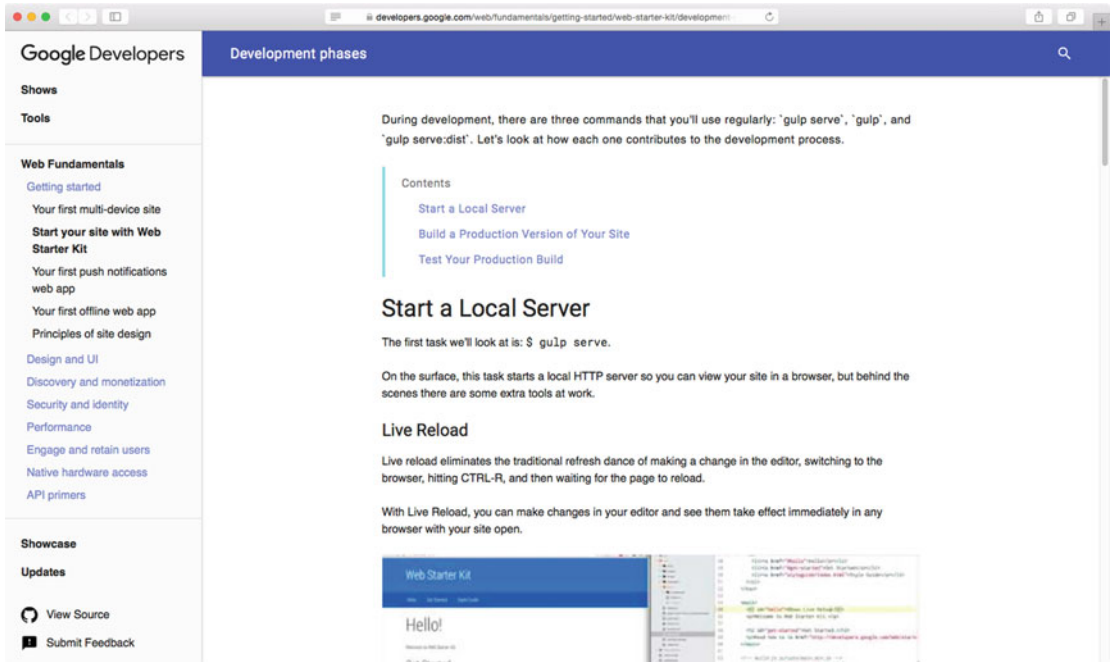 developers.google.com/web/fundamentals/getting-started/web-starter-kit/development-
Google Developers
Shows
Tools
Web Fundamentals
Getting started
Your first multi-device site
Start your site with Web
Starter Kit
Your first push notifications
web app
Your first offline web app
Principles of site design
Design and UI
Discovery and monetization
Security and identity
Performance
Engage and retain users
Native hardware access
API primers
Showcase
Updates
View Source
Submit Feedback
Development phases
During development, there are three commands that you'll use regularly: `gulp serve`, `gulp`, and
`gulp serve:dist`. Let's look at how each one contributes to the development process.
Contents
Start a Local Server
Build a Production Version of Your Site
Test Your Production Build
Start a Local Server
The first task we'll look at is: $ gulp serve.
On the surface, this task starts a local HTTP server so you can view your site in a browser, but behind the
scenes there are some extra tools at work.
Live Reload
Live reload eliminates the traditional refresh dance of making a change in the editor, switching to the
browser, hitting CTRL-R, and then waiting for the page to reload.
With Live Reload, you can make changes in your editor and see them take effect immediately in any
browser with your site open.
Web Starter Kit
Hello!